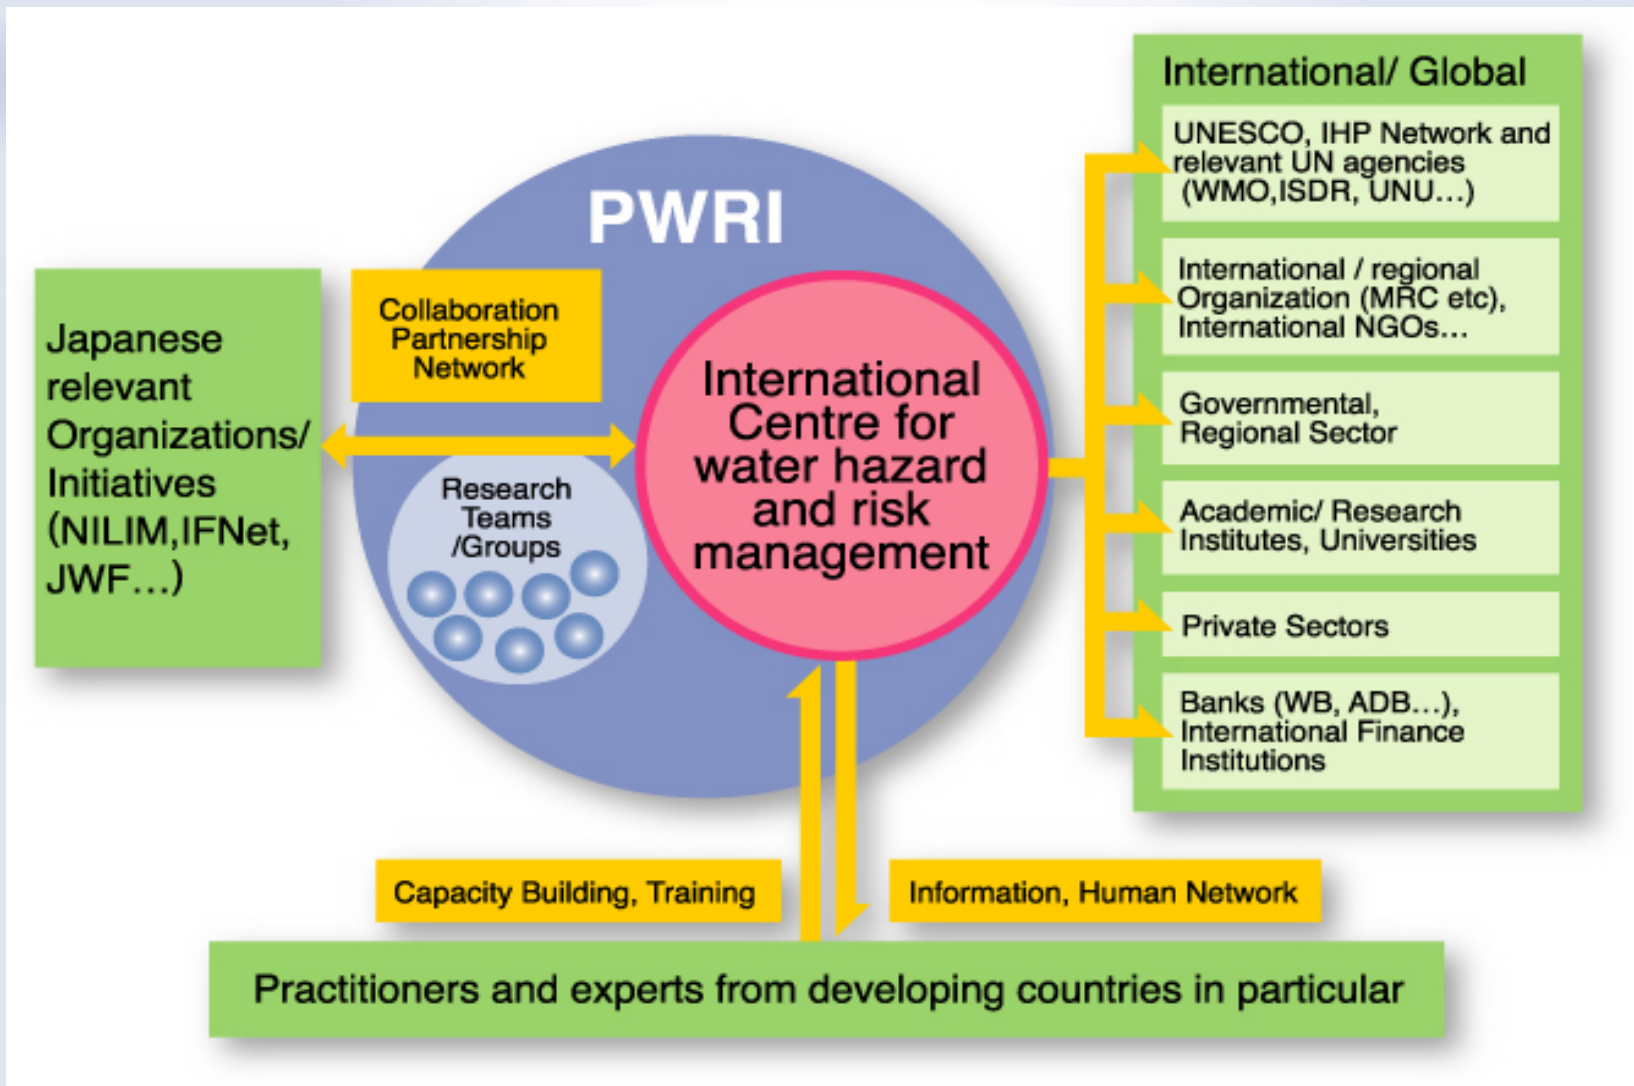 PWRI
Japanese
relevant
Organizations/
Initiatives
(NILIM,IFNet,
JWF...)
Collaboration
Partnership
Network
Research
Teams
/Groups
International
Centre for
water hazard
and risk
management
International/ Global
UNESCO, IHP Network and
relevant UN agencies
(WMO,ISDR, UNU...)
International / regional
Organization (MRC etc),
International NGOs...
Governmental,
Regional Sector
Academic/ Research
Institutes, Universities
Private Sectors
Banks (WB, ADB...),
International Finance
Institutions
Capacity Building, Training
Information, Human Network
Practitioners and experts from developing countries in particular